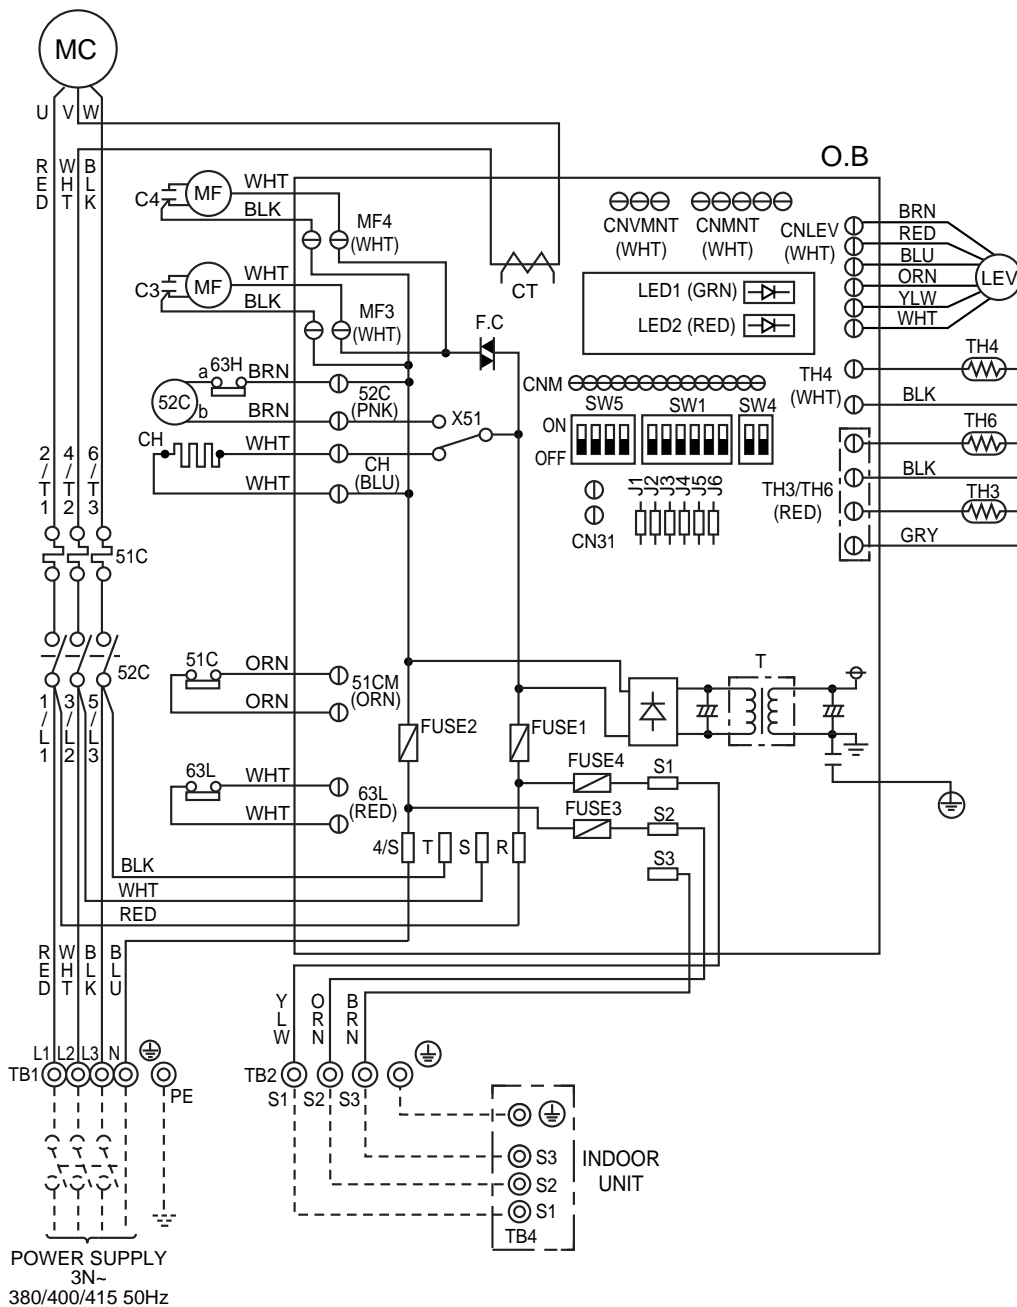 MC
U V W
RED WHT BLK
O.B
C4 MF WHT
BLK
MF4
(WHT)
C3 MF WHT
BLK
MF3
(WHT)
CT
F.C
CNVMNT
(WHT)
CNMNT
(WHT)
CNLEV
(WHT)
BRN
RED
BLU
ORN
YLW
WHT
LEV
LED1 (GRN)
LED2 (RED)
TH4
TH4
(WHT)
BLK
TH6
BLK
TH3/TH6
(RED)
TH3
GRY
CNM
SW5 SW1 SW4
ON
OFF
CN31
J1 J2 J3 J4 J5 J6
52C a b
63H BRN
BRN
52C
(PNK)
X51
CH WHT
WHT
CH
(BLU)
2/T1 4/T2 6/T3
51C
52C
1/L1 3/L2 5/L3
51C ORN
ORN
51CM
(ORN)
63L WHT
WHT
63L
(RED)
FUSE2
FUSE1
FUSE4
FUSE3
S1
S2
S3
T
4/S T S R
BLK
WHT
RED
RED WHT BLK BLU
YLW ORN BRN
L1 L2 L3 N
TB1
PE
TB2
S1 S2 S3
S3
S2
S1
TB4
INDOOR
UNIT
POWER SUPPLY
3N~
380/400/415 50Hz